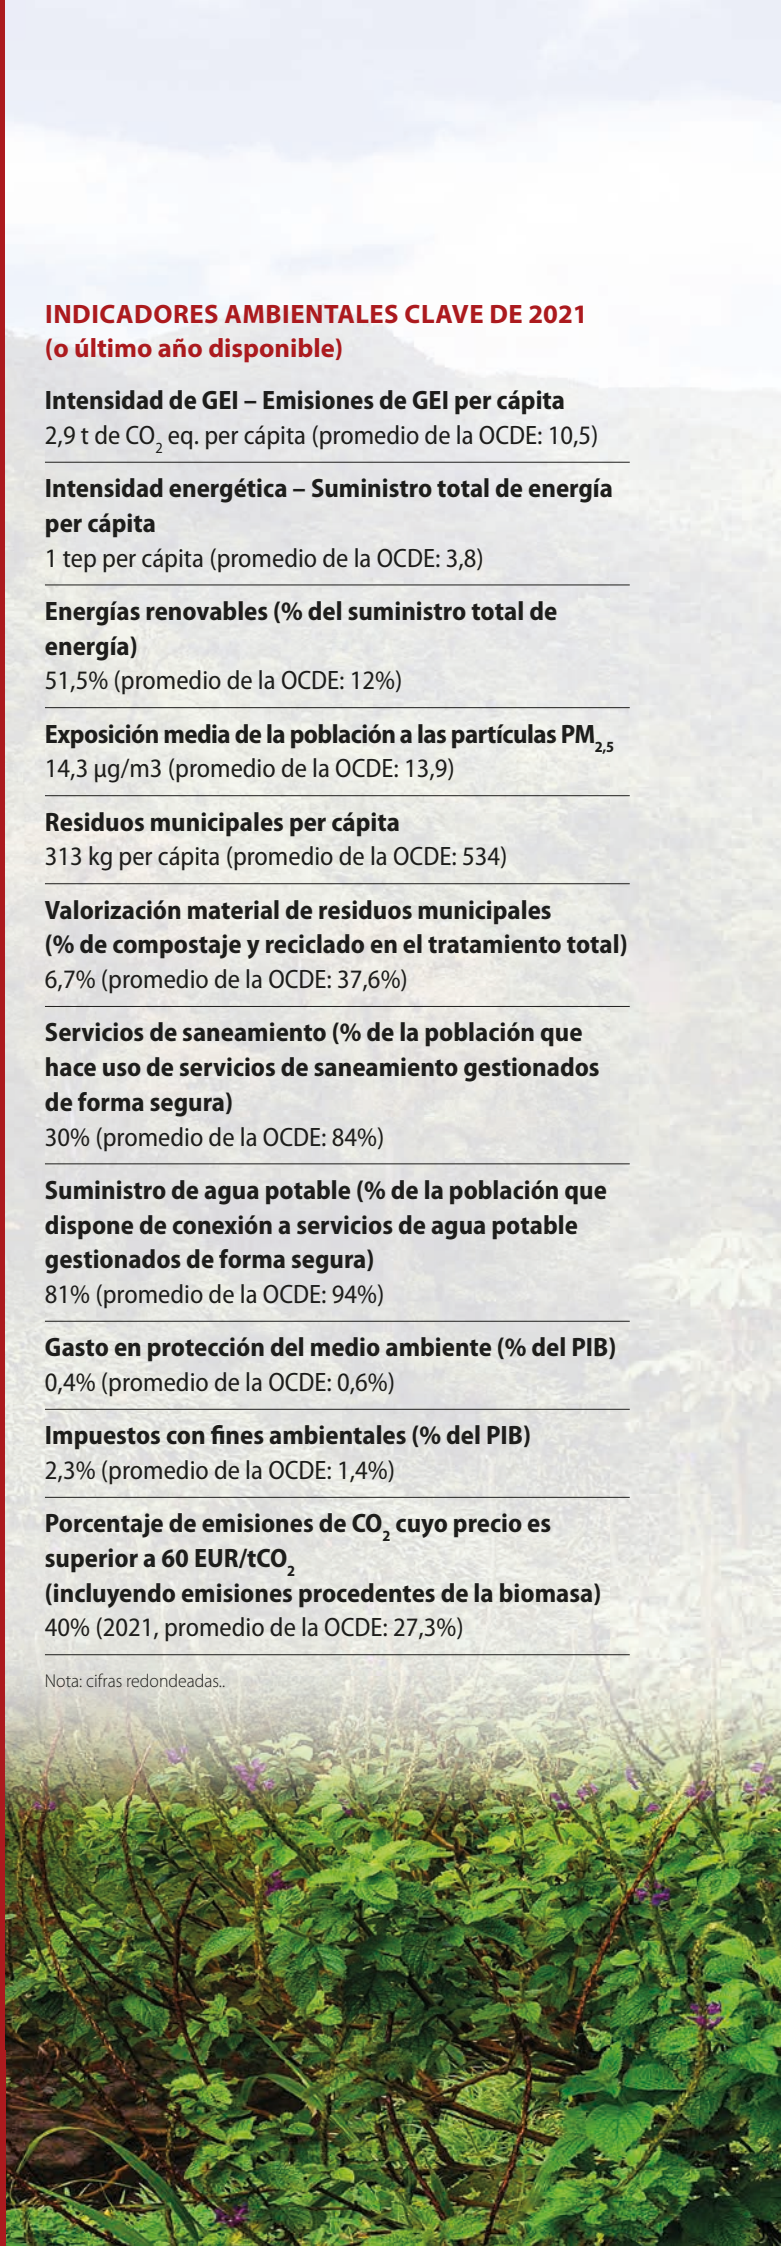 INDICADORES AMBIENTALES CLAVE DE 2021
(o último año disponible)
Intensidad de GEI – Emisiones de GEI per cápita
2,9 t de CO₂ eq. per cápita (promedio de la OCDE: 10,5)
Intensidad energética – Suministro total de energía
per cápita
1 tep per cápita (promedio de la OCDE: 3,8)
Energías renovables (% del suministro total de
energía)
51,5% (promedio de la OCDE: 12%)
Exposición media de la población a las partículas PM₂,₅
14,3 µg/m3 (promedio de la OCDE: 13,9)
Residuos municipales per cápita
313 kg per cápita (promedio de la OCDE: 534)
Valorización material de residuos municipales
(% de compostaje y reciclado en el tratamiento total)
6,7% (promedio de la OCDE: 37,6%)
Servicios de saneamiento (% de la población que
hace uso de servicios de saneamiento gestionados
de forma segura)
30% (promedio de la OCDE: 84%)
Suministro de agua potable (% de la población que
dispone de conexión a servicios de agua potable
gestionados de forma segura)
81% (promedio de la OCDE: 94%)
Gasto en protección del medio ambiente (% del PIB)
0,4% (promedio de la OCDE: 0,6%)
Impuestos con fines ambientales (% del PIB)
2,3% (promedio de la OCDE: 1,4%)
Porcentaje de emisiones de CO₂ cuyo precio es
superior a 60 EUR/tCO₂
(incluyendo emisiones procedentes de la biomasa)
40% (2021, promedio de la OCDE: 27,3%)
Nota: cifras redondeadas..